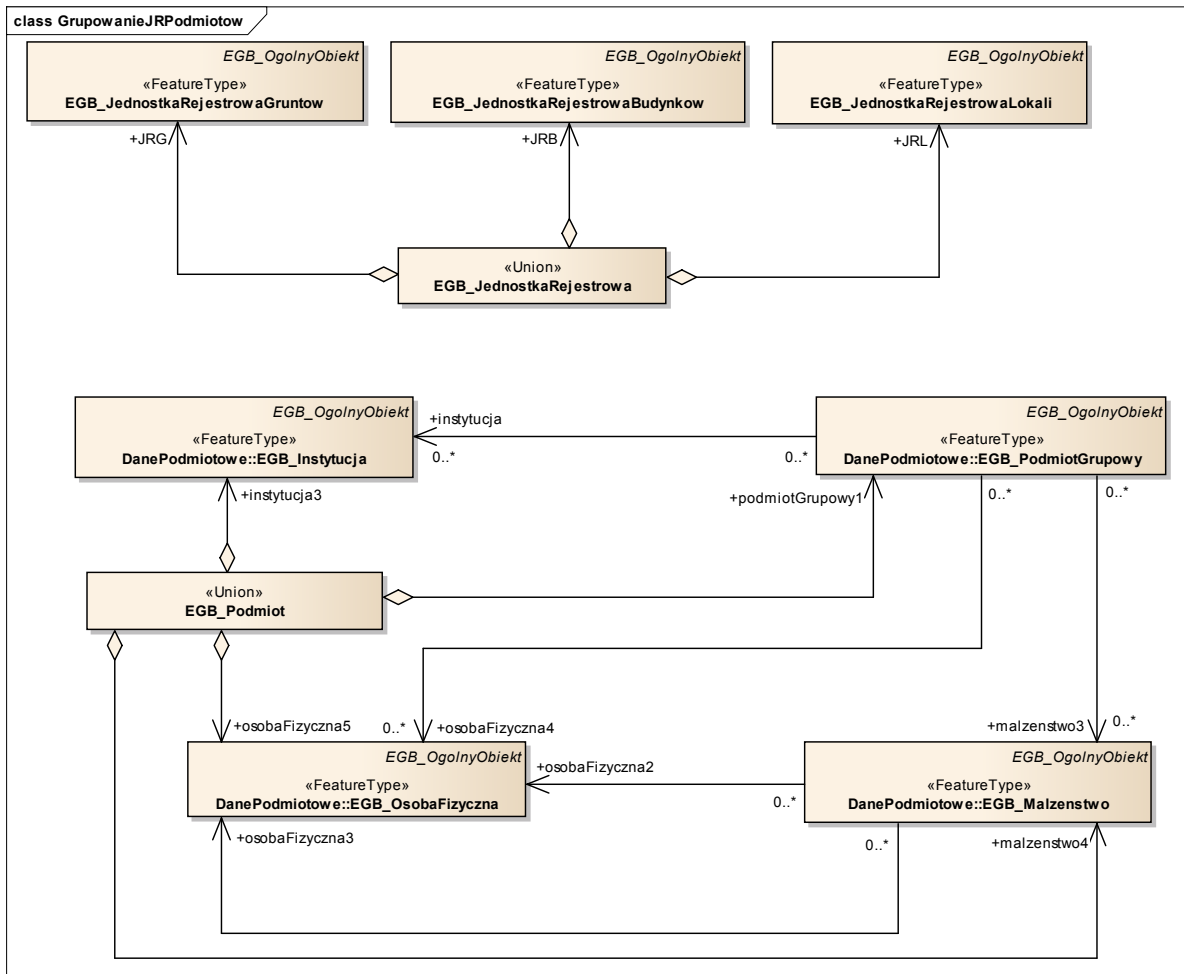 class GrupowanieJRPodmiotow
EGB_OgolnyObiekt
«FeatureType»
EGB_JednostkaRejestrowaGruntow
EGB_OgolnyObiekt
«FeatureType»
EGB_JednostkaRejestrowaBudynkow
EGB_OgolnyObiekt
«FeatureType»
EGB_JednostkaRejestrowaLokali
+JRG
+JRB
+JRL
«Union»
EGB_JednostkaRejestrowa
EGB_OgolnyObiekt
«FeatureType»
DanePodmiotowe::EGB_Instytucja
+instytucja
0..*
0..*
EGB_OgolnyObiekt
«FeatureType»
DanePodmiotowe::EGB_PodmiotGrupowy
+instytucja3
+podmiotGrupowy1
0..*
0..*
«Union»
EGB_Podmiot
+osobaFizyczna5
0..*
+osobaFizyczna4
+malzenstwo3
0..*
EGB_OgolnyObiekt
«FeatureType»
DanePodmiotowe::EGB_OsobaFizyczna
+osobaFizyczna2
0..*
EGB_OgolnyObiekt
«FeatureType»
DanePodmiotowe::EGB_Malzenstwo
+osobaFizyczna3
0..*
+malzenstwo4